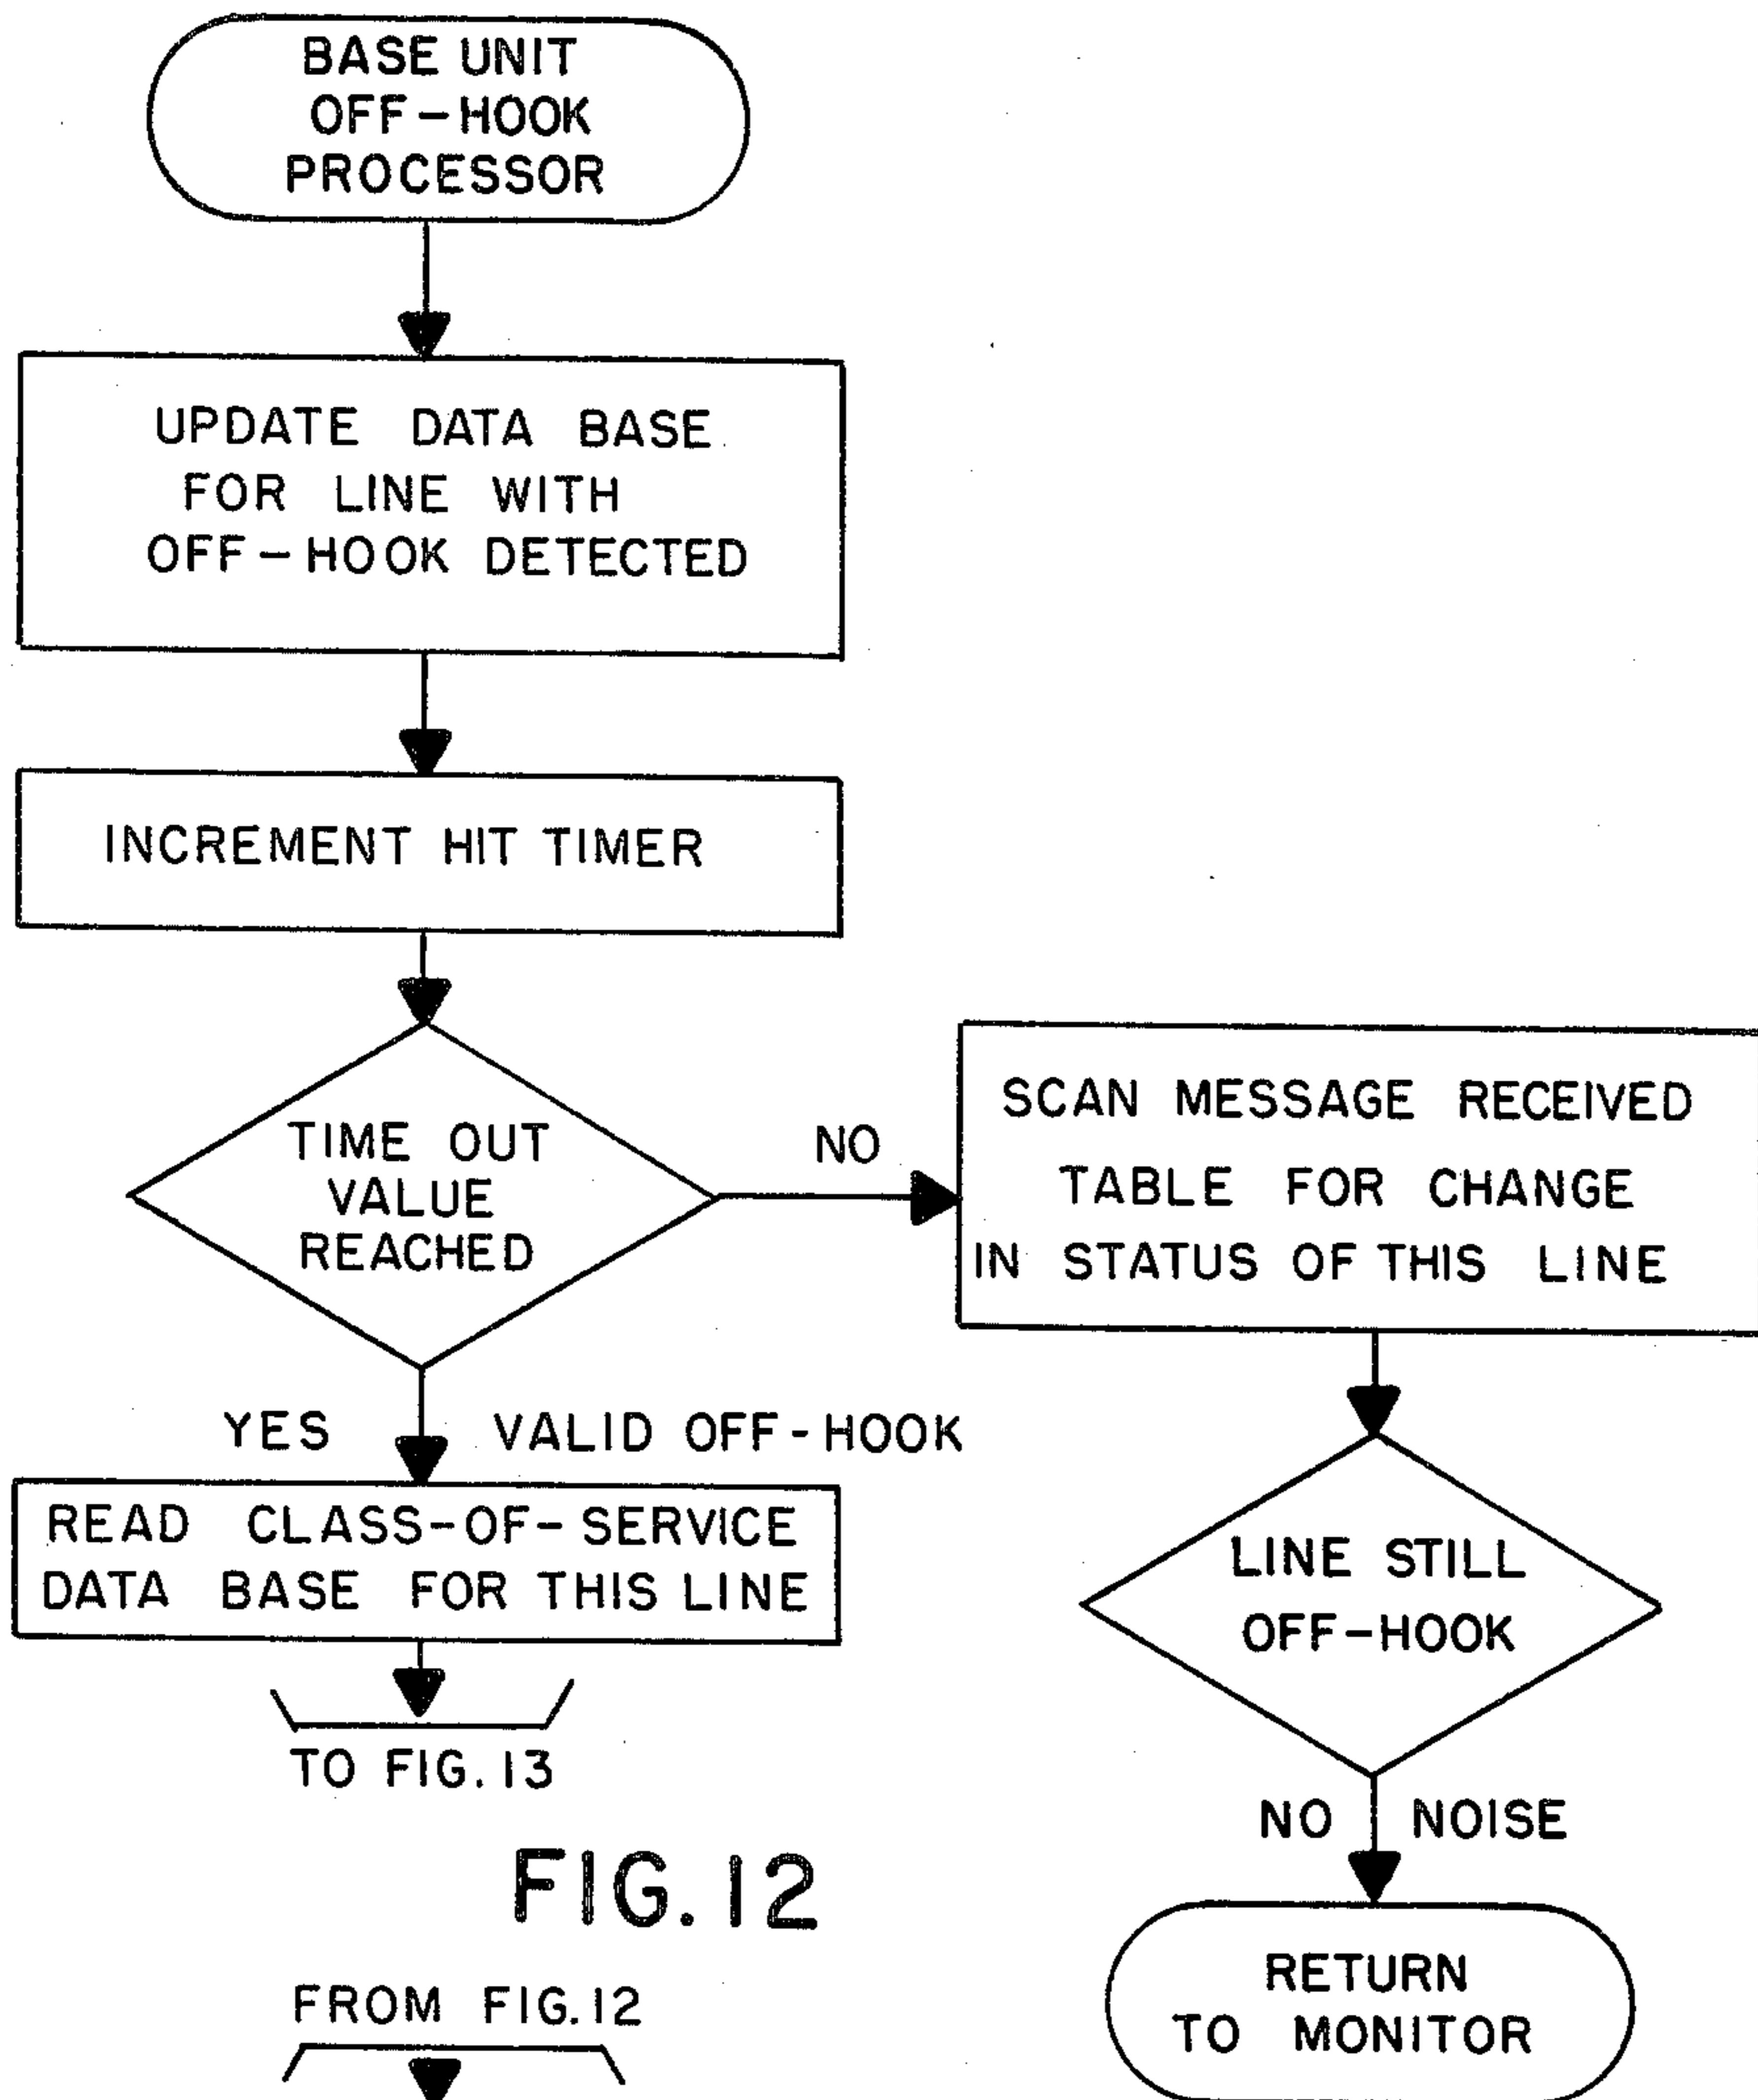 BASE UNIT
OFF-HOOK
PROCESSOR
UPDATE DATA BASE
FOR LINE WITH
OFF-HOOK DETECTED
INCREMENT HIT TIMER
TIME OUT
VALUE
REACHED
NO
SCAN MESSAGE RECEIVED
TABLE FOR CHANGE
IN STATUS OF THIS LINE
YES
VALID OFF-HOOK
READ CLASS-OF-SERVICE
DATA BASE FOR THIS LINE
TO FIG. 13
LINE STILL
OFF-HOOK
NO
NOISE
RETURN
TO MONITOR
FIG. 12
FROM FIG. 12